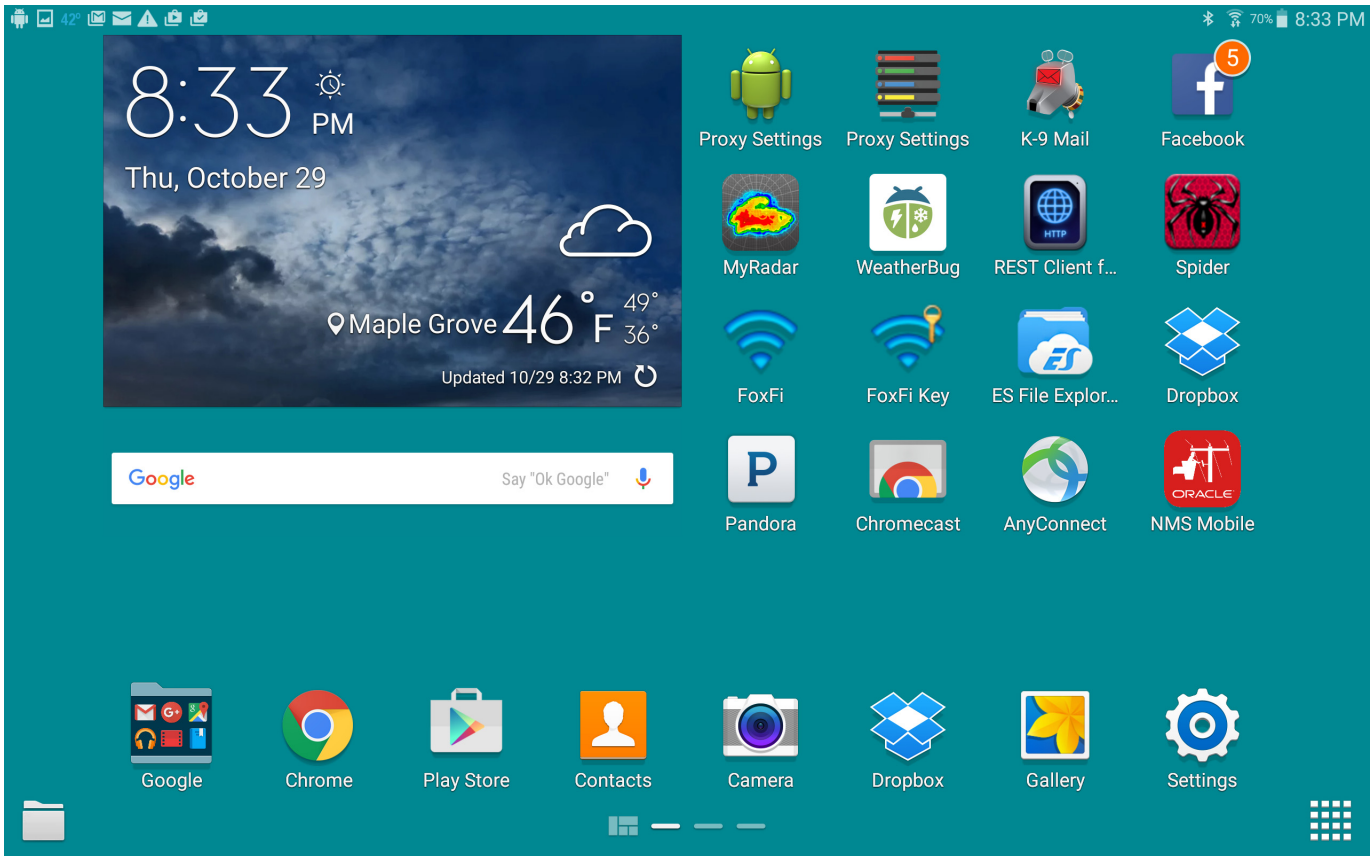 42° 70% 8:33 PM
8:33 PM
Thu, October 29
Maple Grove 46°F 49° 36°
Updated 10/29 8:32 PM
Google Say "Ok Google"
5
Proxy Settings Proxy Settings K-9 Mail Facebook
HTTP
MyRadar WeatherBug REST Client f... Spider
ES
FoxFi FoxFi Key ES File Explor... Dropbox
P ORACLE
Pandora Chromecast AnyConnect NMS Mobile
G+
Google Chrome Play Store Contacts Camera Dropbox Gallery Settings